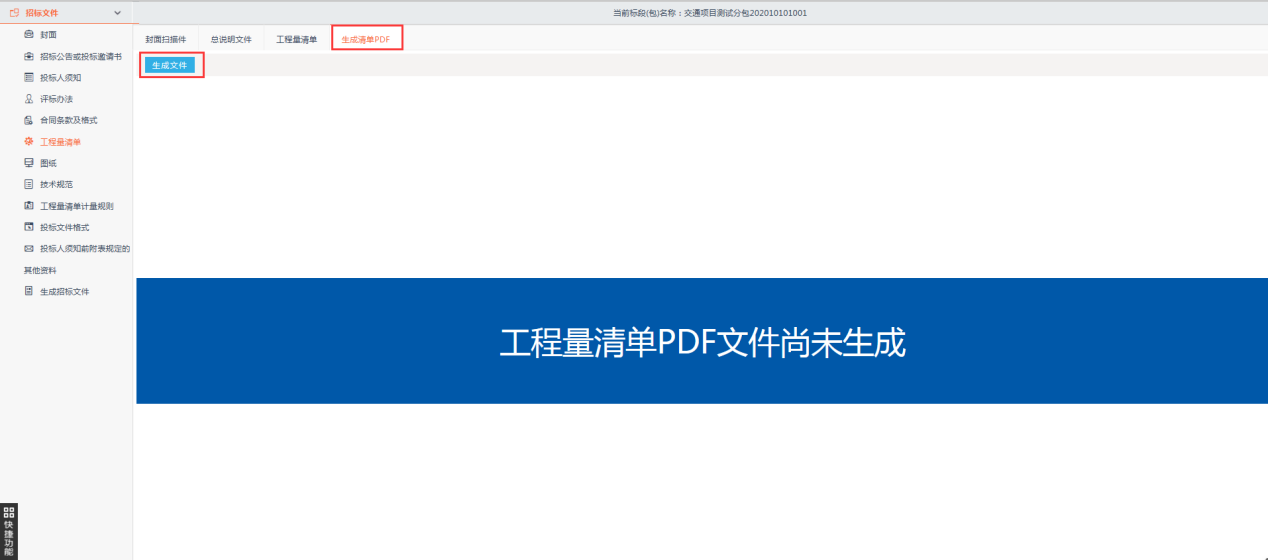 招标文件
当前标段(包)名称：交通项目测试分包202010101001
封面
招标公告或投标邀请书
投标人须知
评标办法
合同条款及格式
工程量清单
图纸
技术规范
工程量清单计量规则
投标文件格式
投标人须知前附表规定的
其他资料
生成招标文件
封面扫描件 总说明文件 工程量清单 生成清单PDF
生成文件
工程量清单PDF文件尚未生成
快捷功能